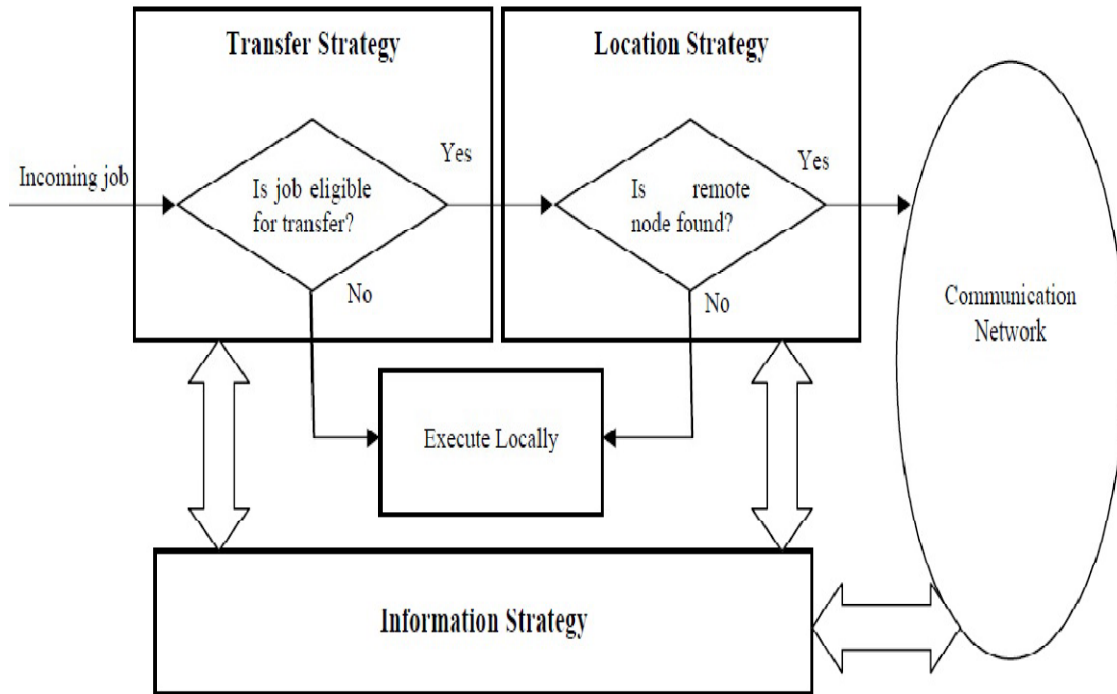 Transfer Strategy
Location Strategy
Incoming job
Is job eligible
for transfer?
Yes
No
Is remote
node found?
Yes
No
Communication
Network
Execute Locally
Information Strategy